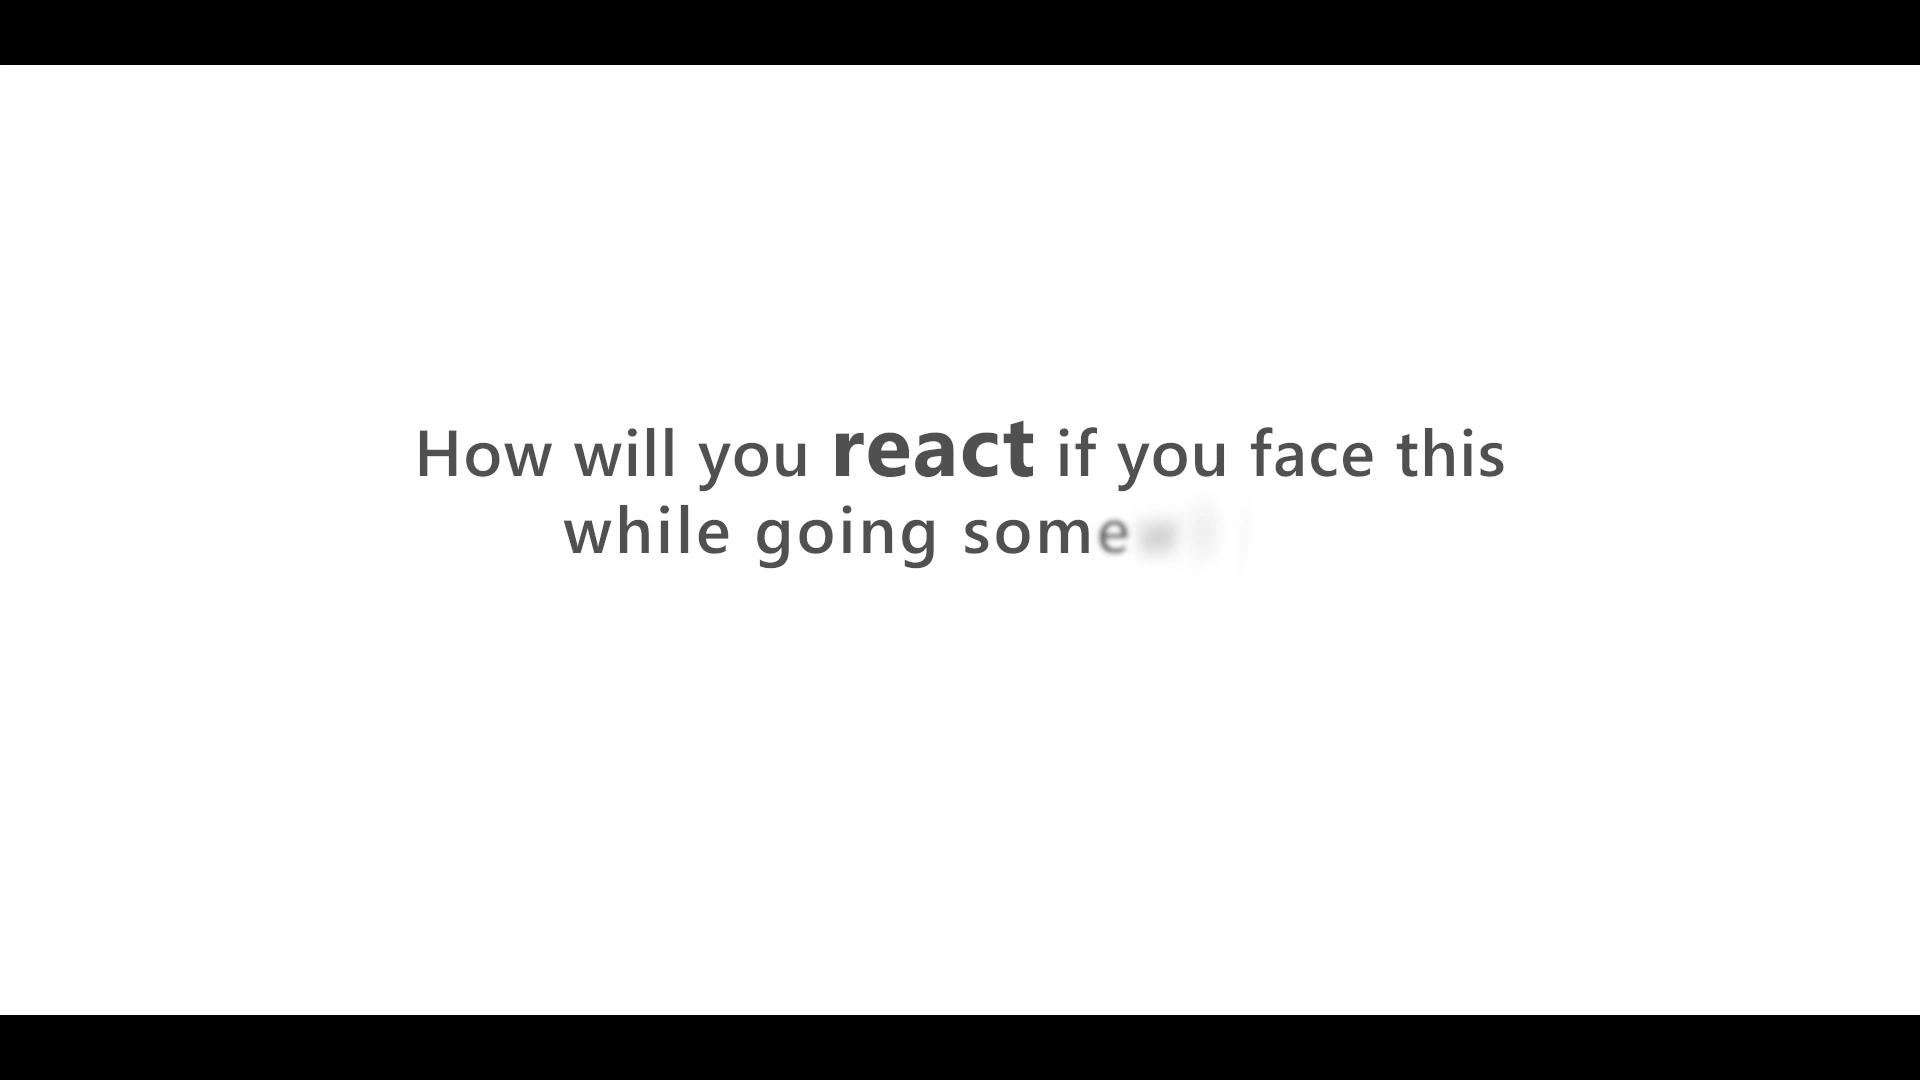 How will you react if you face this
while going some